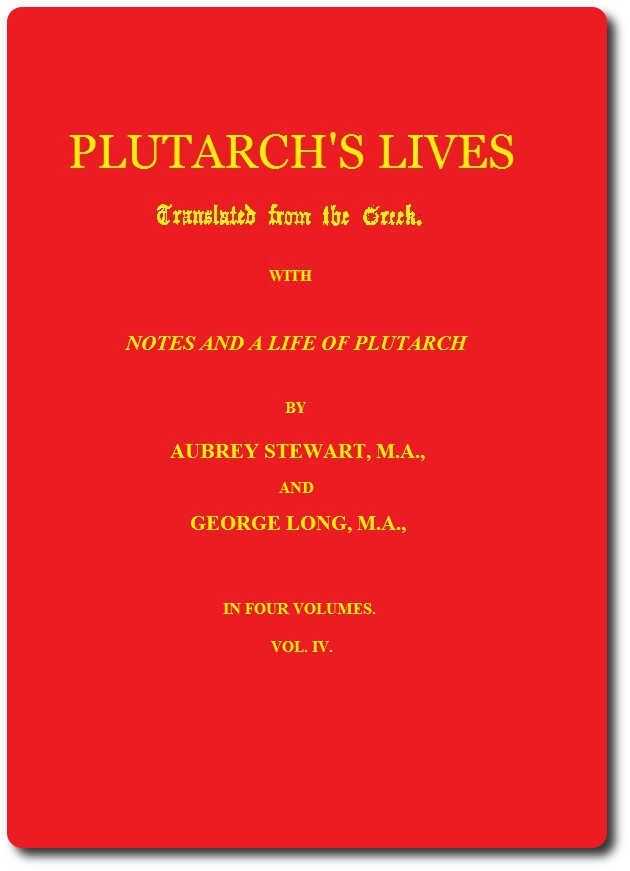 PLUTARCH'S LIVES
Translated from the Greek.
WITH
NOTES AND A LIFE OF PLUTARCH
BY
AUBREY STEWART, M.A.,
AND
GEORGE LONG, M.A.,
IN FOUR VOLUMES.
VOL. IV.